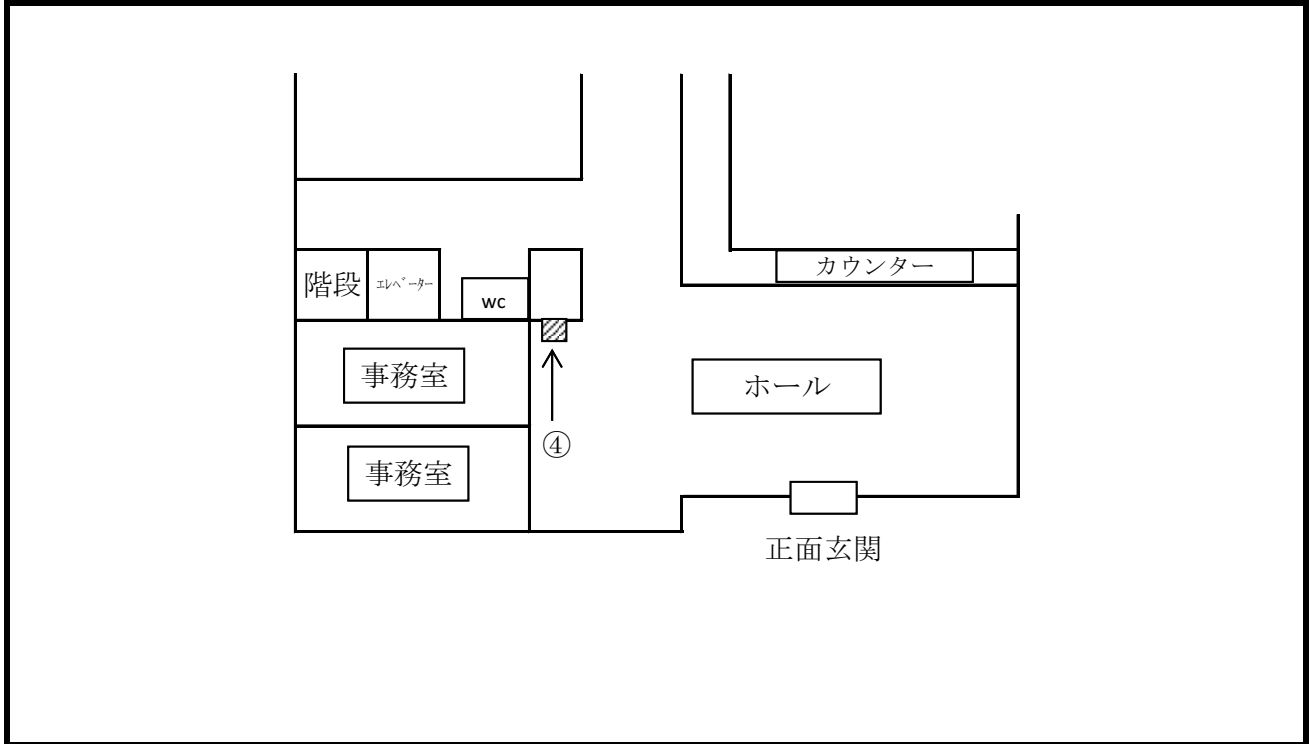 カウンター
階段
ｴﾚﾍﾞｰﾀｰ
wc
事務室
ホール
④
事務室
正面玄関